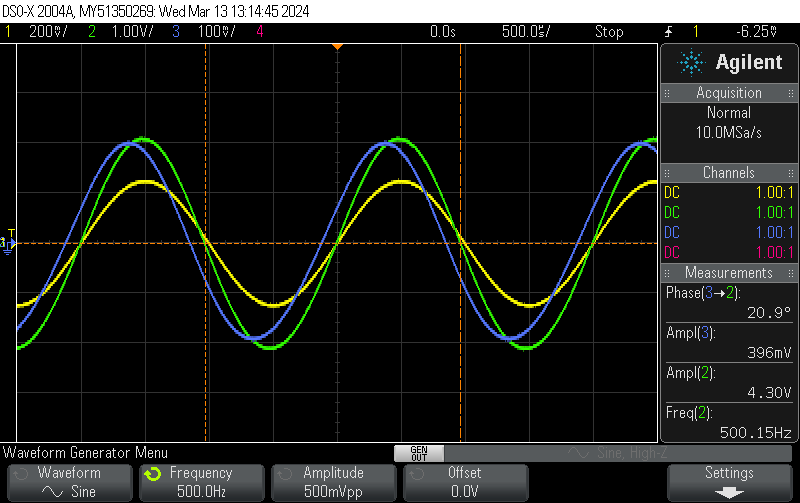 DSO-X 2004A, MY51350269: Wed Mar 13 13:14:45 2024
1 200mV/ 2 1.00V/ 3 100mV/ 4 0.0s 500.0µs/ Stop 1 -6.25mV
Agilent
Acquisition
Normal
10.0MSa/s
Channels
DC 1.00:1
DC 1.00:1
DC 1.00:1
DC 1.00:1
Measurements
Phase(3→2):
20.9°
Ampl(3):
396mV
Ampl(2):
4.30V
Freq(2):
500.15Hz
T
Waveform Generator Menu
GEN OUT
Sine, High-Z
Waveform
Sine
Frequency
500.0Hz
Amplitude
500mVpp
Offset
0.0V
Settings